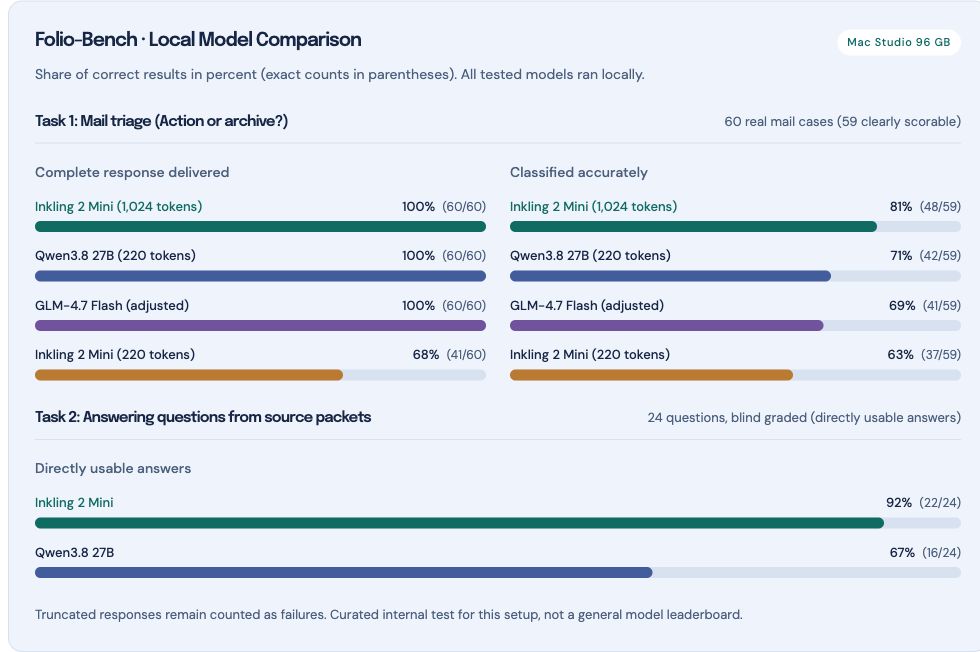 Folio-Bench · Local Model Comparison
Mac Studio 96 GB
Share of correct results in percent (exact counts in parentheses). All tested models ran locally.
Task 1: Mail triage (Action or archive?)
60 real mail cases (59 clearly scorable)
Complete response delivered
Inkling 2 Mini (1,024 tokens) 100% (60/60)
Qwen3.8 27B (220 tokens) 100% (60/60)
GLM-4.7 Flash (adjusted) 100% (60/60)
Inkling 2 Mini (220 tokens) 68% (41/60)
Classified accurately
Inkling 2 Mini (1,024 tokens) 81% (48/59)
Qwen3.8 27B (220 tokens) 71% (42/59)
GLM-4.7 Flash (adjusted) 69% (41/59)
Inkling 2 Mini (220 tokens) 63% (37/59)
Task 2: Answering questions from source packets
24 questions, blind graded (directly usable answers)
Directly usable answers
Inkling 2 Mini 92% (22/24)
Qwen3.8 27B 67% (16/24)
Truncated responses remain counted as failures. Curated internal test for this setup, not a general model leaderboard.